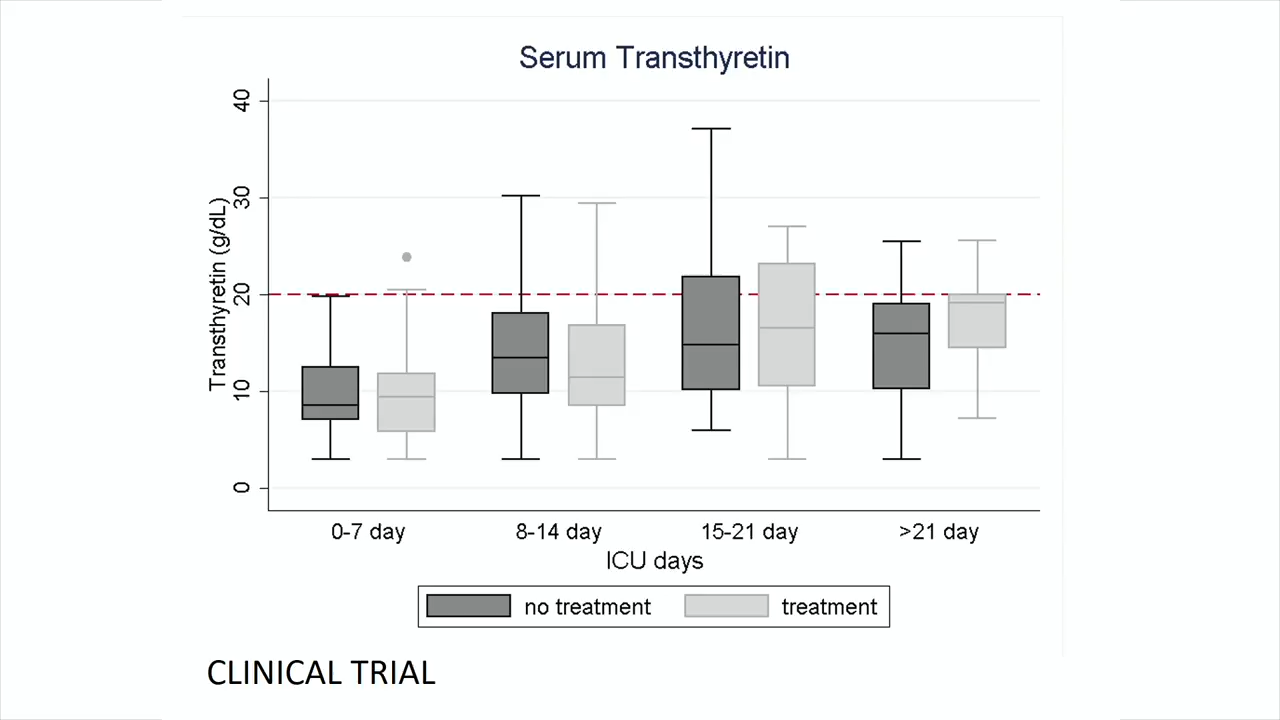 Serum Transthyretin
Transthyretin (g/dL)
40
30
20
10
0
0-7 day 8-14 day 15-21 day >21 day
ICU days
no treatment treatment
CLINICAL TRIAL